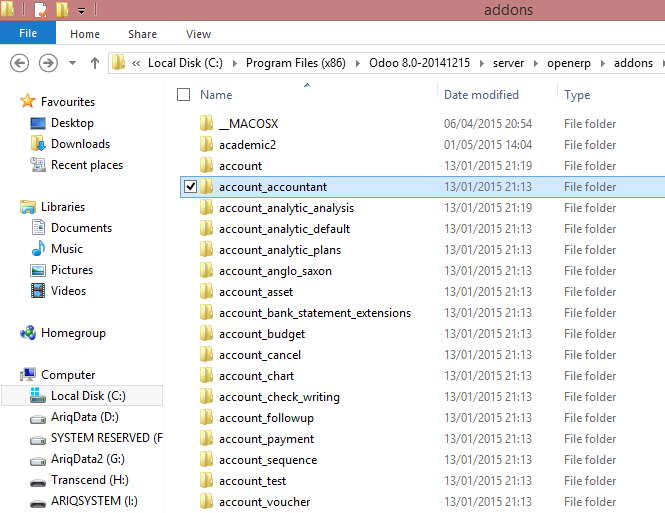 addons
File Home Share View
Local Disk (C:) Program Files (x86) Odoo 8.0-20141215 server openerp addons
Name Date modified Type
Favourites
Desktop
Downloads
Recent places
Libraries
Documents
Music
Pictures
Videos
Homegroup
Computer
Local Disk (C:)
AriqData (D:)
SYSTEM RESERVED (F
AriqData2 (G:)
Transcend (H:)
ARIQSYSTEM (I:)
__MACOSX 06/04/2015 20:54 File folder
academic2 01/05/2015 14:04 File folder
account 13/01/2015 21:19 File folder
account_accountant 13/01/2015 21:13 File folder
account_analytic_analysis 13/01/2015 21:19 File folder
account_analytic_default 13/01/2015 21:13 File folder
account_analytic_plans 13/01/2015 21:13 File folder
account_anglo_saxon 13/01/2015 21:13 File folder
account_asset 13/01/2015 21:13 File folder
account_bank_statement_extensions 13/01/2015 21:13 File folder
account_budget 13/01/2015 21:13 File folder
account_cancel 13/01/2015 21:13 File folder
account_chart 13/01/2015 21:13 File folder
account_check_writing 13/01/2015 21:13 File folder
account_followup 13/01/2015 21:13 File folder
account_payment 13/01/2015 21:13 File folder
account_sequence 13/01/2015 21:13 File folder
account_test 13/01/2015 21:13 File folder
account_voucher 13/01/2015 21:13 File folder